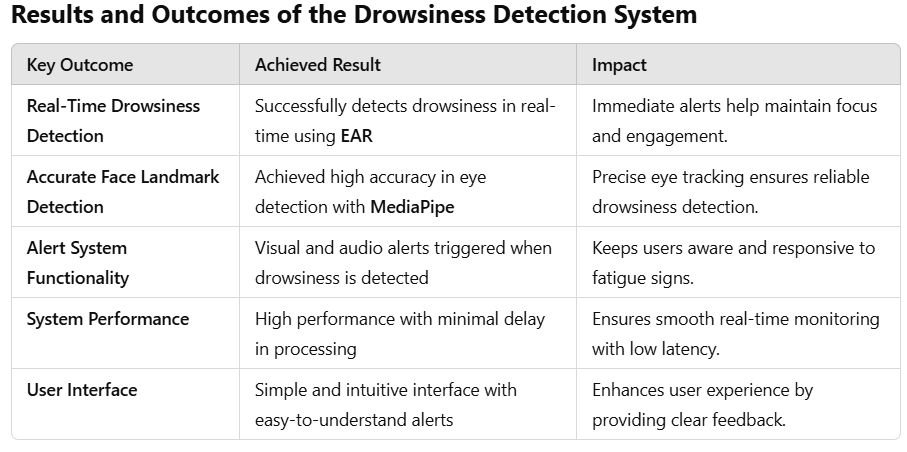 Results and Outcomes of the Drowsiness Detection System
Key Outcome
Achieved Result
Impact
Real-Time Drowsiness
Detection
Successfully detects drowsiness in real-
time using EAR
Immediate alerts help maintain focus
and engagement.
Accurate Face Landmark
Detection
Achieved high accuracy in eye
detection with MediaPipe
Precise eye tracking ensures reliable
drowsiness detection.
Alert System
Functionality
Visual and audio alerts triggered when
drowsiness is detected
Keeps users aware and responsive to
fatigue signs.
System Performance
High performance with minimal delay
in processing
Ensures smooth real-time monitoring
with low latency.
User Interface
Simple and intuitive interface with
easy-to-understand alerts
Enhances user experience by
providing clear feedback.